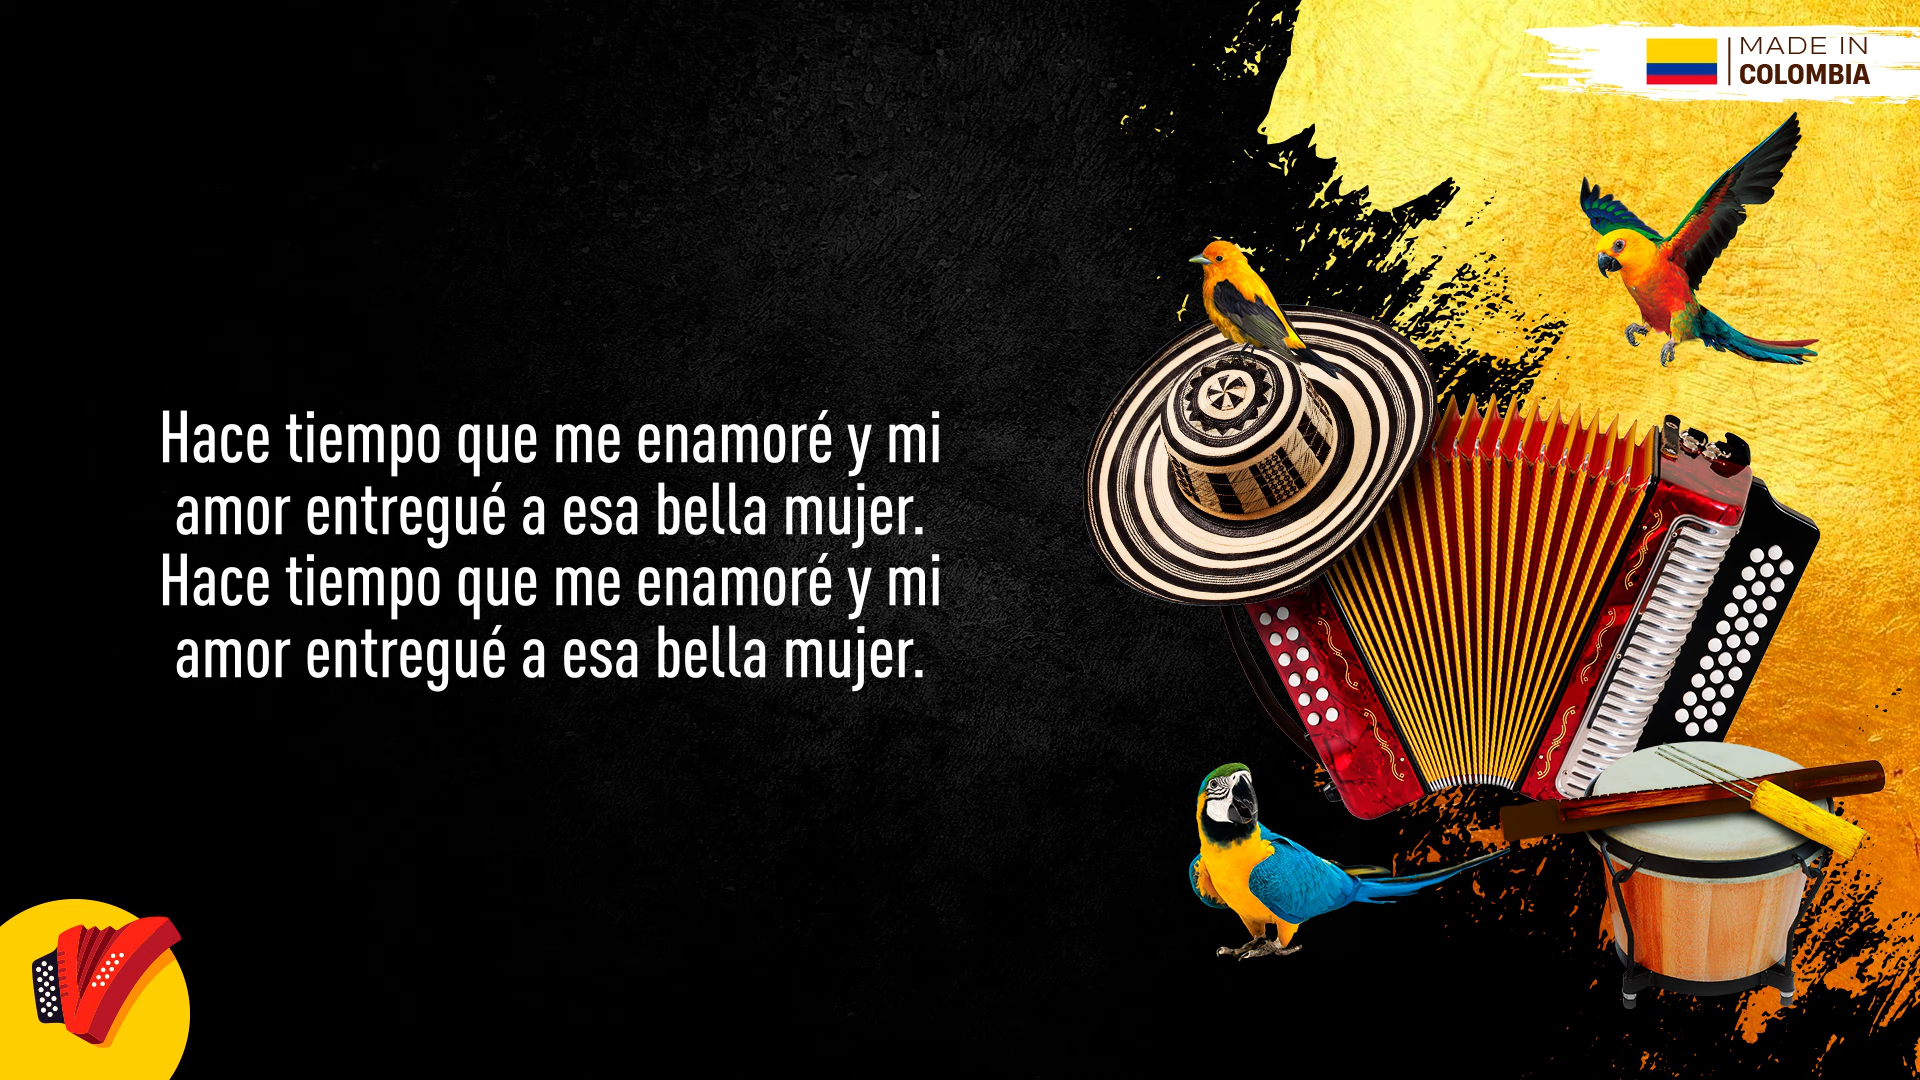 MADE IN
COLOMBIA
Hace tiempo que me enamoré y mi
amor entregué a esa bella mujer.
Hace tiempo que me enamoré y mi
amor entregué a esa bella mujer.